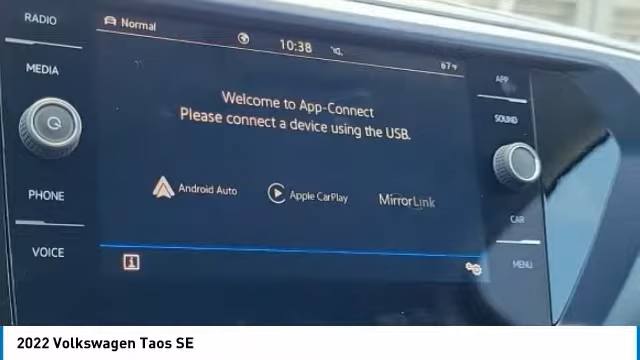 RADIO
MEDIA
PHONE
VOICE
Normal
10:38
67°F
Welcome to App-Connect
Please connect a device using the USB.
Android Auto
Apple CarPlay
MirrorLink
i
APP
SOUND
CAR
MENU
2022 Volkswagen Taos SE